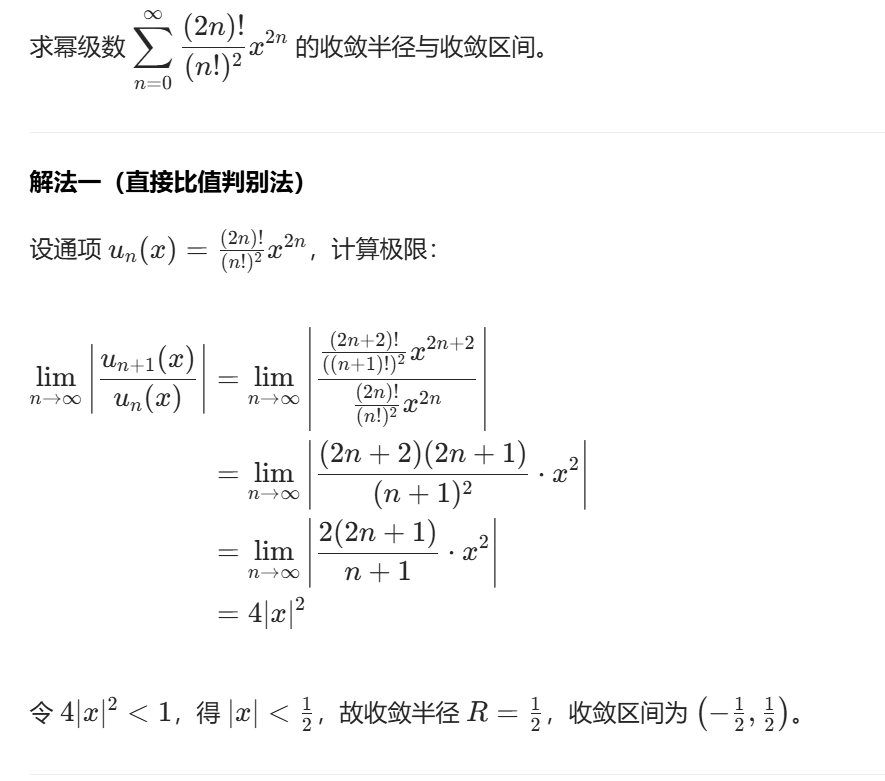 求幂级数 $\sum_{n=0}^{\infty} \frac{(2n)!}{(n!)^2} x^{2n}$ 的收敛半径与收敛区间。
解法一（直接比值判别法）
设通项 $u_n(x) = \frac{(2n)!}{(n!)^2} x^{2n}$，计算极限：
$\lim_{n \to \infty} \left| \frac{u_{n+1}(x)}{u_n(x)} \right| = \lim_{n \to \infty} \left| \frac{\frac{(2n+2)!}{((n+1)!)^2} x^{2n+2}}{\frac{(2n)!}{(n!)^2} x^{2n}} \right|$
$= \lim_{n \to \infty} \left| \frac{(2n+2)(2n+1)}{(n+1)^2} \cdot x^2 \right|$
$= \lim_{n \to \infty} \left| \frac{2(2n+1)}{n+1} \cdot x^2 \right|$
$= 4|x|^2$
令 $4|x|^2 < 1$，得 $|x| < \frac{1}{2}$，故收敛半径 $R = \frac{1}{2}$，收敛区间为 $\left(-\frac{1}{2}, \frac{1}{2}\right)$。